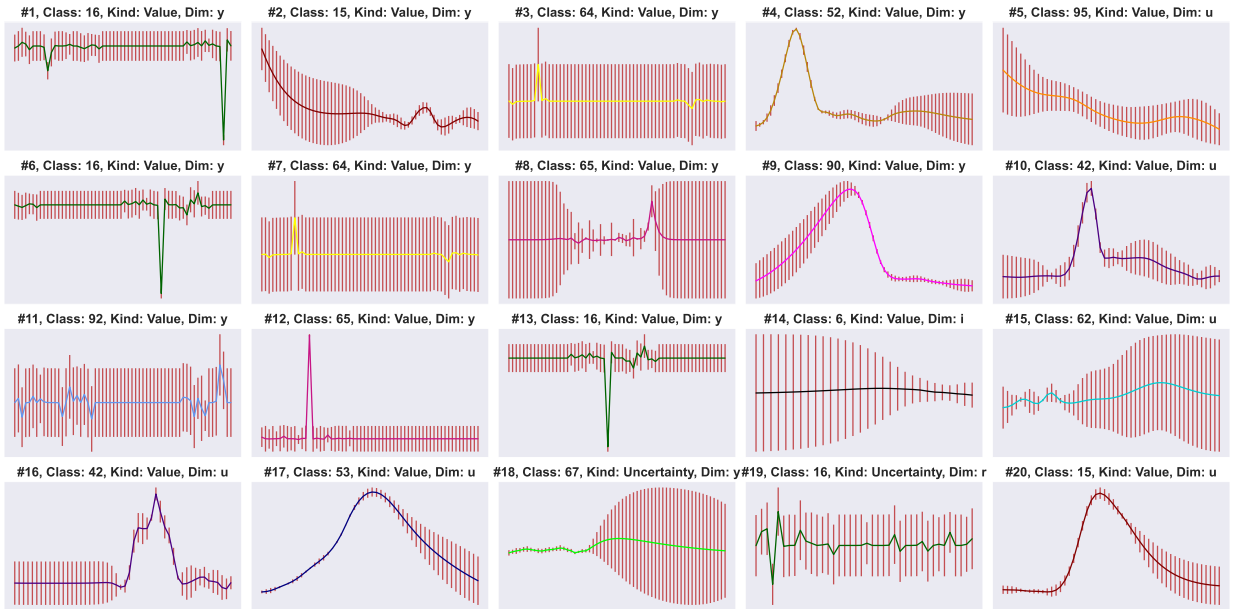 #1, Class: 16, Kind: Value, Dim: y
#2, Class: 15, Kind: Value, Dim: y
#3, Class: 64, Kind: Value, Dim: y
#4, Class: 52, Kind: Value, Dim: y
#5, Class: 95, Kind: Value, Dim: u
#6, Class: 16, Kind: Value, Dim: y
#7, Class: 64, Kind: Value, Dim: y
#8, Class: 65, Kind: Value, Dim: y
#9, Class: 90, Kind: Value, Dim: y
#10, Class: 42, Kind: Value, Dim: u
#11, Class: 92, Kind: Value, Dim: y
#12, Class: 65, Kind: Value, Dim: y
#13, Class: 16, Kind: Value, Dim: y
#14, Class: 6, Kind: Value, Dim: i
#15, Class: 62, Kind: Value, Dim: u
#16, Class: 42, Kind: Value, Dim: u
#17, Class: 53, Kind: Value, Dim: u
#18, Class: 67, Kind: Uncertainty, Dim: y
#19, Class: 16, Kind: Uncertainty, Dim: r
#20, Class: 15, Kind: Value, Dim: u